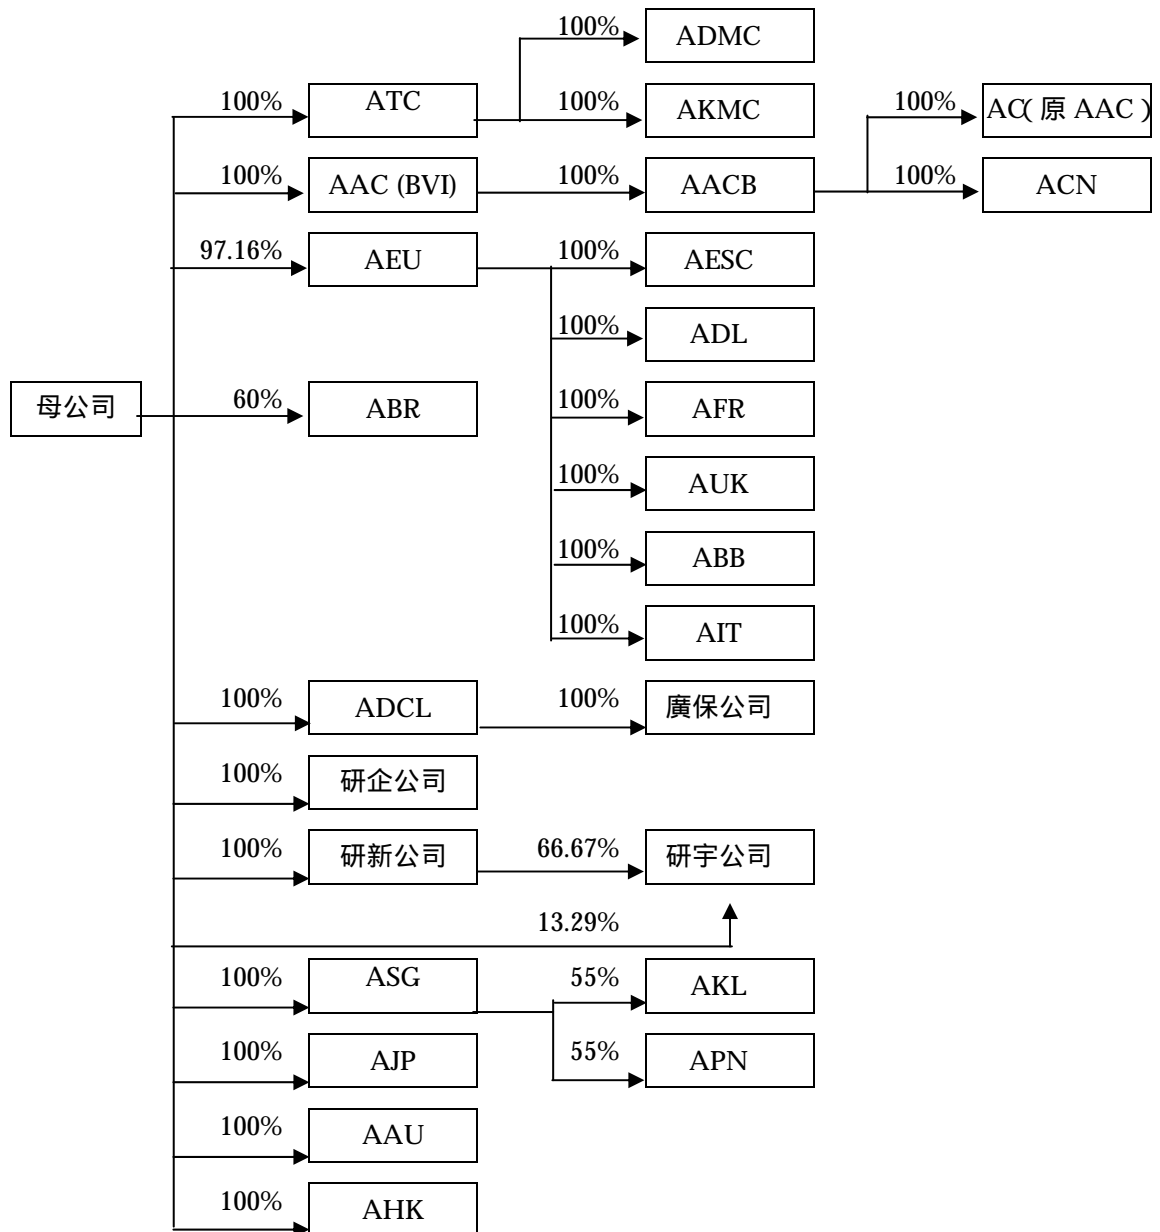 100% ADMC
100% ATC 100% AKMC 100% AC(原 AAC)
100% AAC (BVI) 100% AACB 100% ACN
97.16% AEU 100% AESC
100% ADL
母公司 60% ABR 100% AFR
100% AUK
100% ABB
100% AIT
100% ADCL 100% 廣保公司
100% 研企公司
100% 研新公司 66.67% 研宇公司
13.29%
100% ASG 55% AKL
100% AJP 55% APN
100% AAU
100% AHK